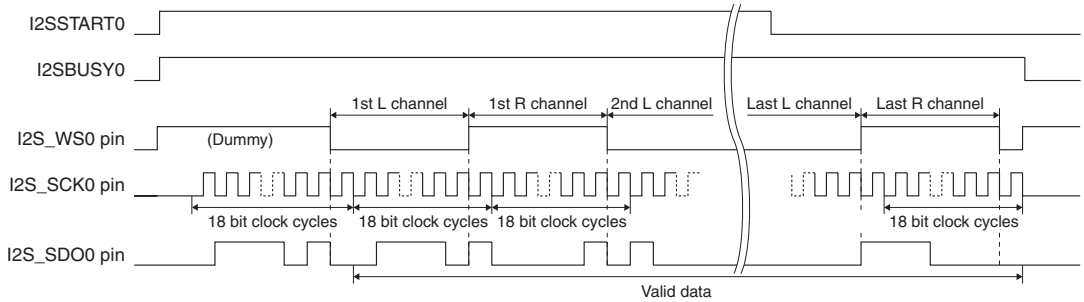 I2SSTART0
I2SBUSY0
1st L channel 1st R channel 2nd L channel Last L channel Last R channel
I2S_WS0 pin (Dummy)
I2S_SCK0 pin
18 bit clock cycles 18 bit clock cycles 18 bit clock cycles 18 bit clock cycles
I2S_SDO0 pin
Valid data